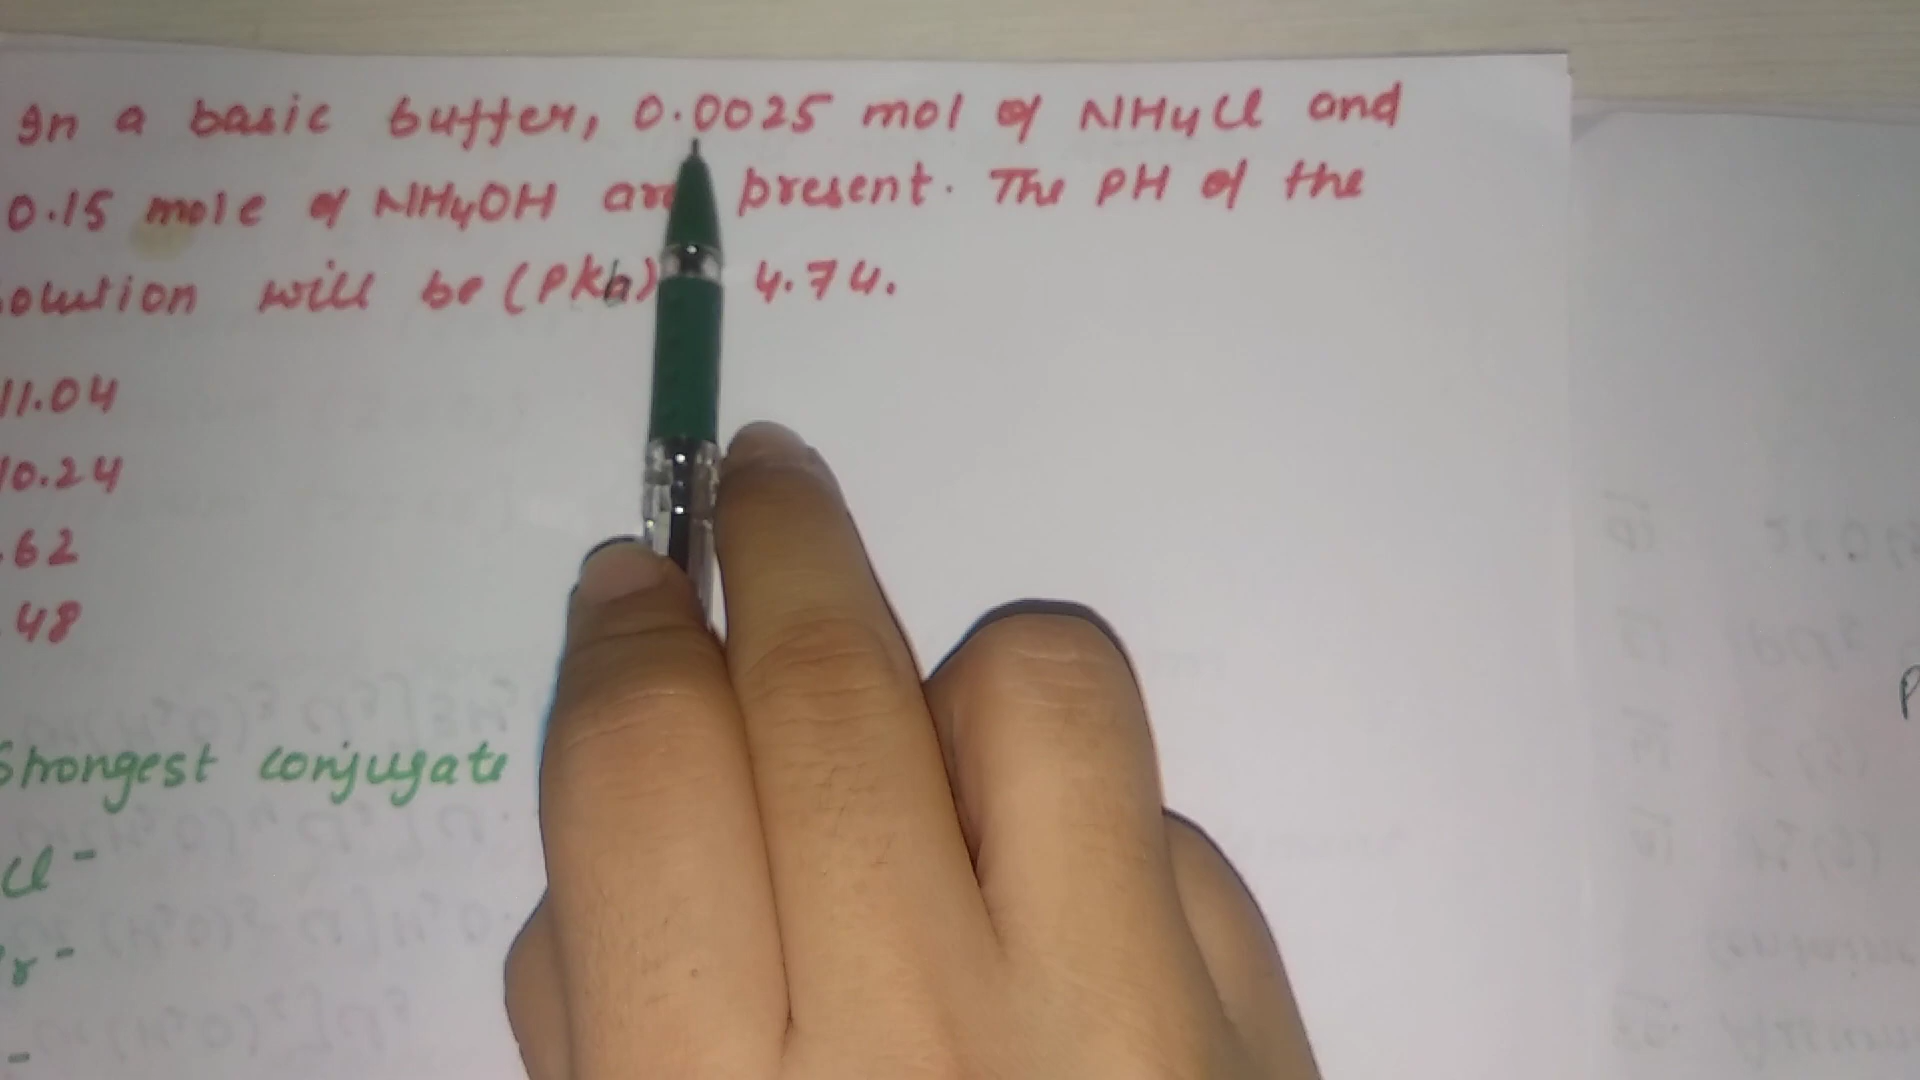 In a basic buffer, 0.0025 mol of NH4Cl and
0.15 mole of NH4OH are present. The PH of the
solution will be (PKb) 4.74.
11.04
10.24
.62
.48
Strongest conjugate
Cl-
-
-
P